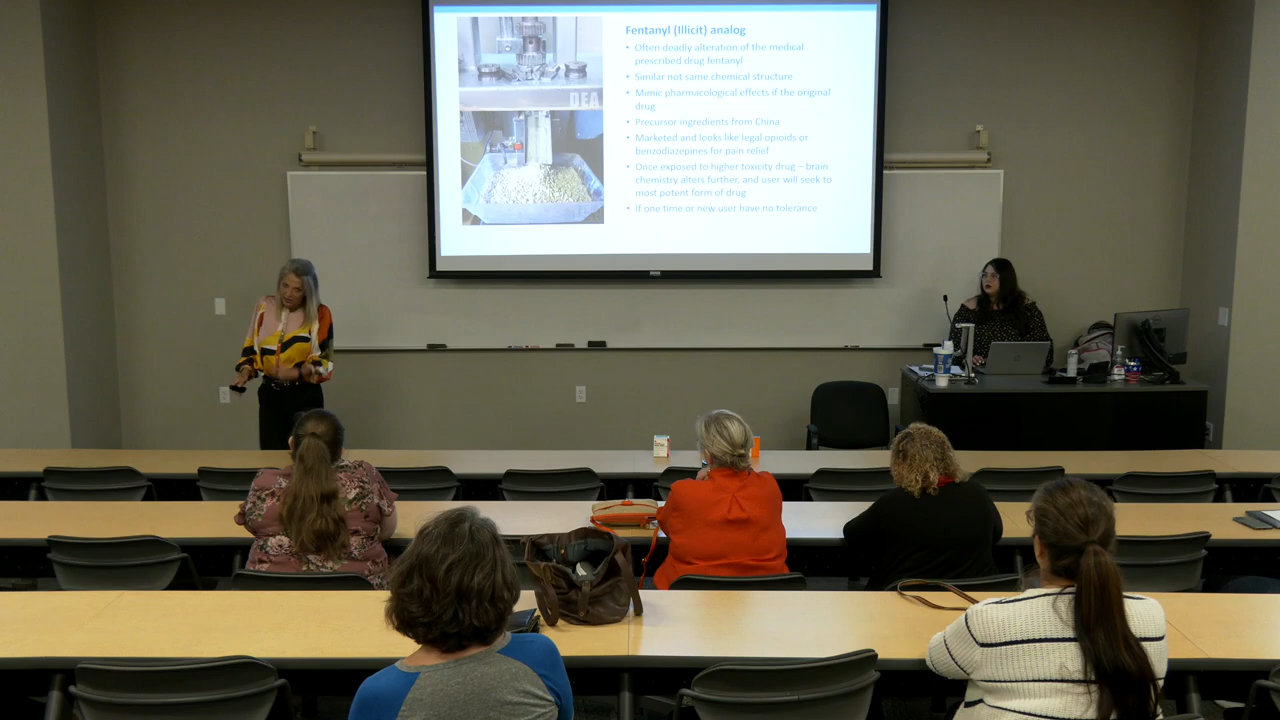 Fentanyl (Illicit) analog
• Often deadly alteration of the medical
prescribed drug fentanyl
• Similar not same chemical structure
• Mimic pharmacological effects if the original
drug
• Precursor ingredients from China
• Marketed and looks like legal opioids or
benzodiazepines for pain relief
• Once exposed to higher toxicity drug – brain
chemistry alters further, and user will seek to
most potent form of drug
• If one time or new user have no tolerance
DEA